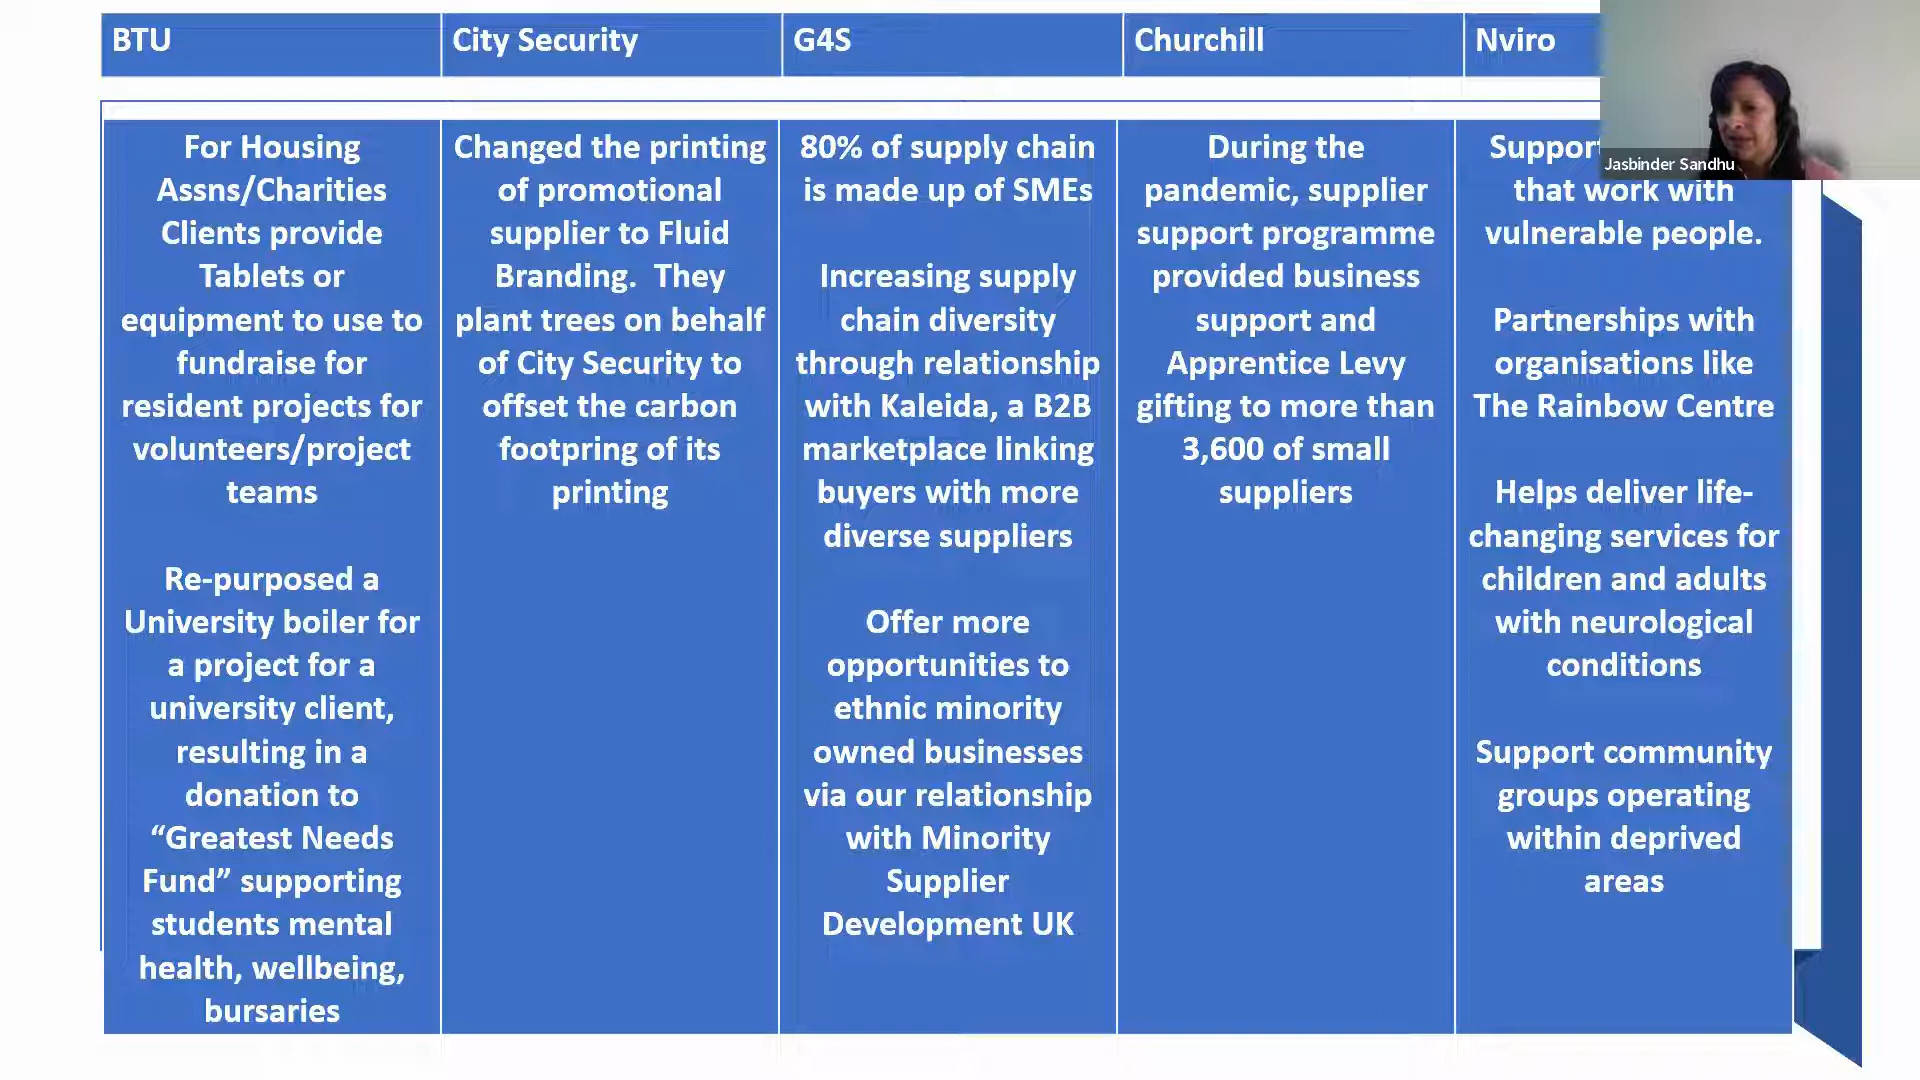 BTU
City Security
G4S
Churchill
Nviro
Jasbinder Sandhu
For Housing
Assns/Charities
Clients provide
Tablets or
equipment to use to
fundraise for
resident projects for
volunteers/project
teams
Re-purposed a
University boiler for
a project for a
university client,
resulting in a
donation to
“Greatest Needs
Fund” supporting
students mental
health, wellbeing,
bursaries
Changed the printing
of promotional
supplier to Fluid
Branding.  They
plant trees on behalf
of City Security to
offset the carbon
footpring of its
printing
80% of supply chain
is made up of SMEs
Increasing supply
chain diversity
through relationship
with Kaleida, a B2B
marketplace linking
buyers with more
diverse suppliers
Offer more
opportunities to
ethnic minority
owned businesses
via our relationship
with Minority
Supplier
Development UK
During the
pandemic, supplier
support programme
provided business
support and
Apprentice Levy
gifting to more than
3,600 of small
suppliers
that work with
vulnerable people.
Partnerships with
organisations like
The Rainbow Centre
Helps deliver life-
changing services for
children and adults
with neurological
conditions
Support community
groups operating
within deprived
areas